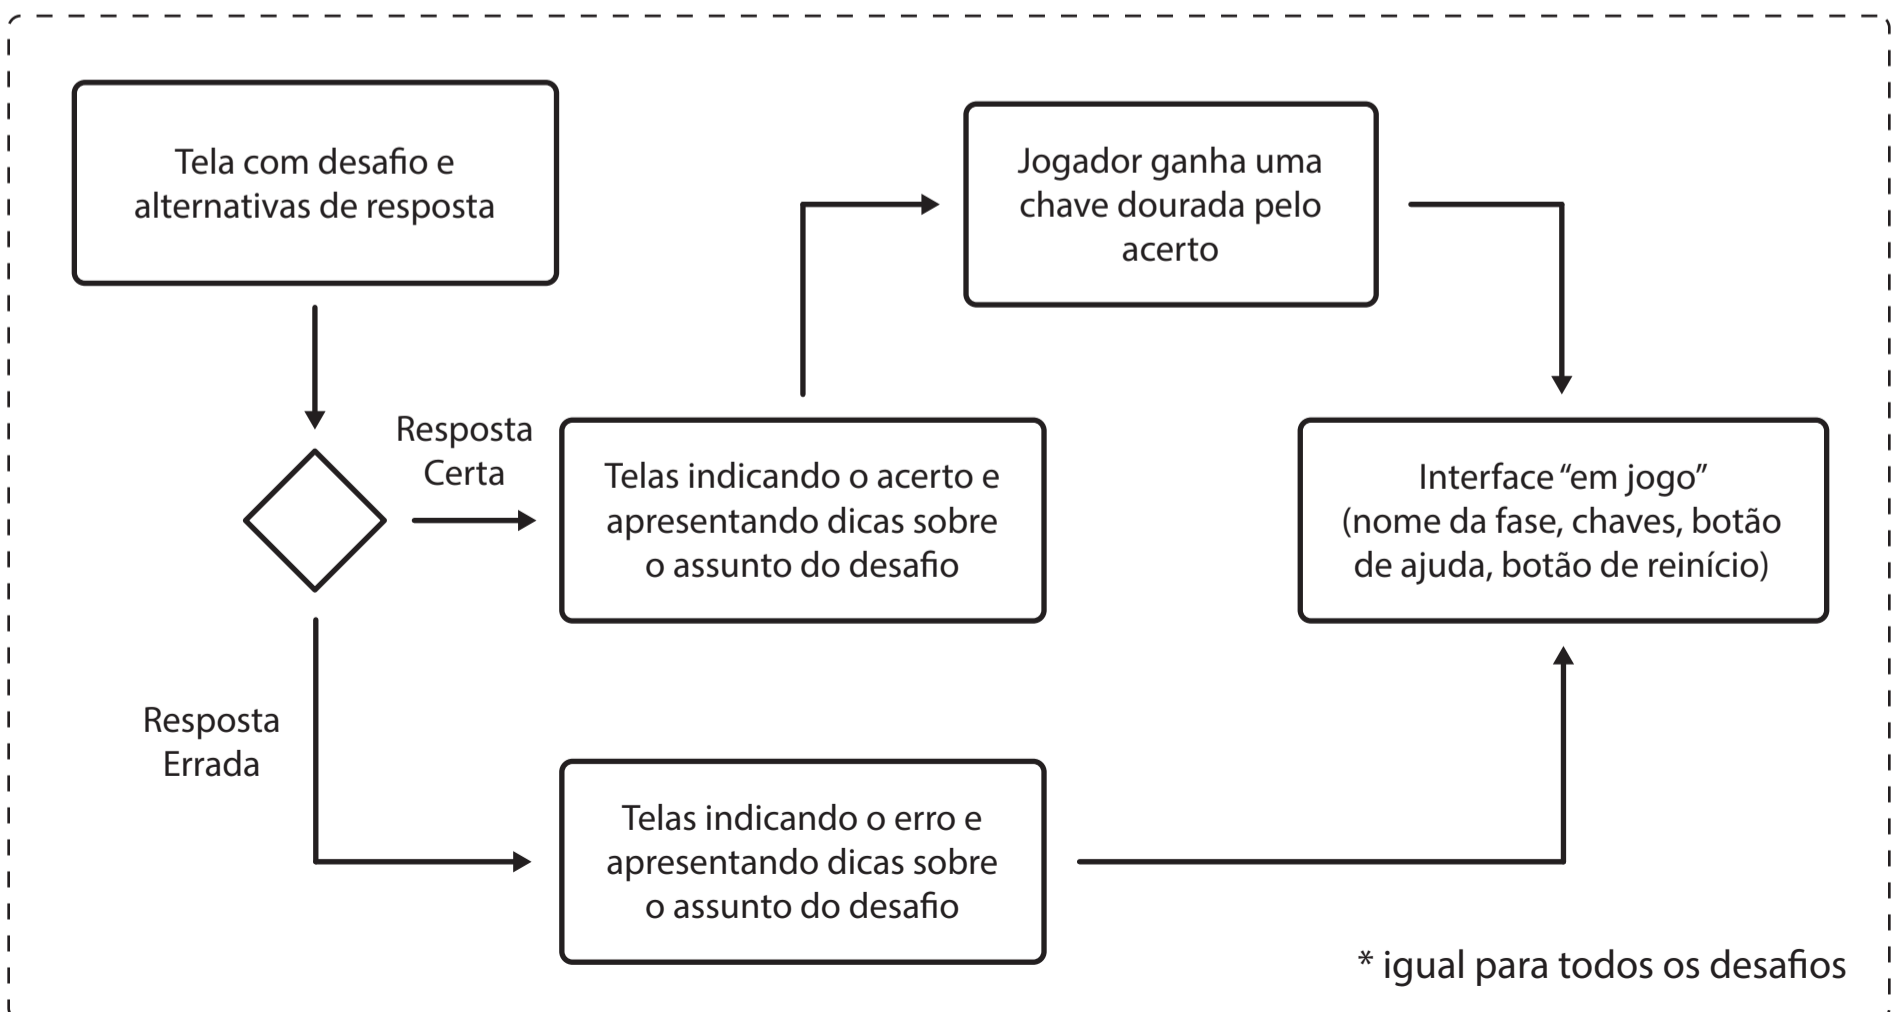 Tela com desafio e
alternativas de resposta
Jogador ganha uma
chave dourada pelo
acerto
Resposta
Certa
Telas indicando o acerto e
apresentando dicas sobre
o assunto do desafio
Interface “em jogo”
(nome da fase, chaves, botão
de ajuda, botão de reinício)
Resposta
Errada
Telas indicando o erro e
apresentando dicas sobre
o assunto do desafio
* igual para todos os desafios